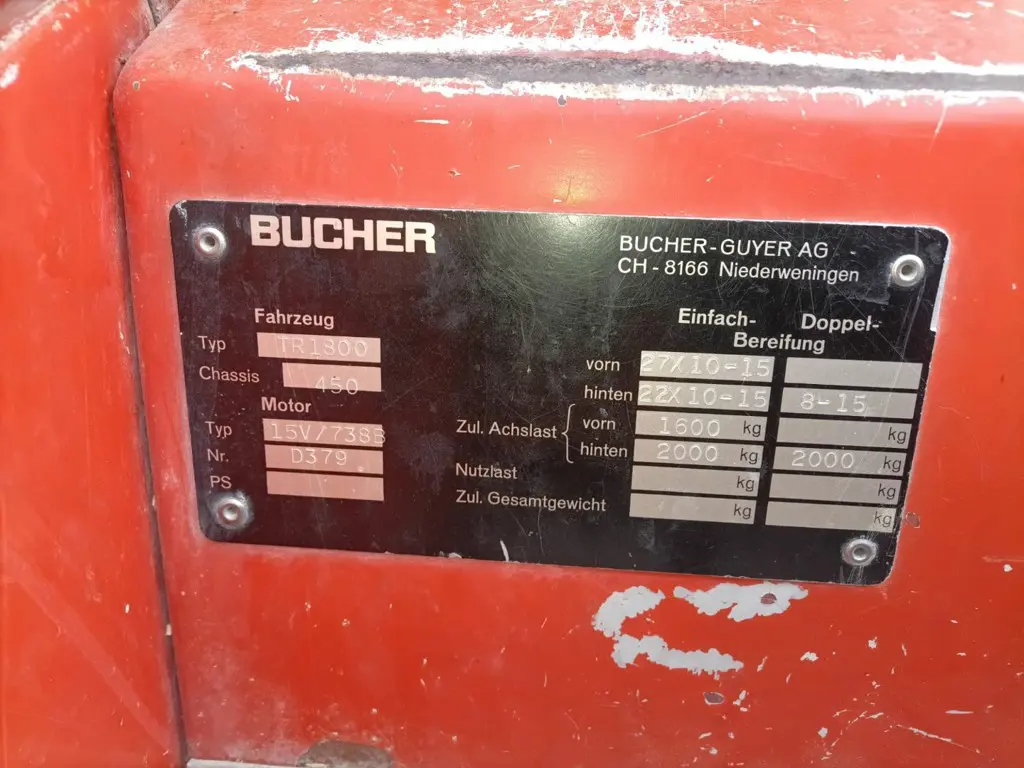 BUCHER
BUCHER-GUYER AG
CH-8166 Niederweningen
Fahrzeug
Typ TR1800
Chassis 450
Motor
Typ 15V/738B
Nr. D379
PS
Einfach- Doppel-
Bereifung
vorn 27X10-15
hinten 22X10-15 8-15
Zul. Achslast { vorn 1600 kg kg
hinten 2000 kg 2000 kg
Nutzlast kg kg
Zul. Gesamtgewicht kg kg